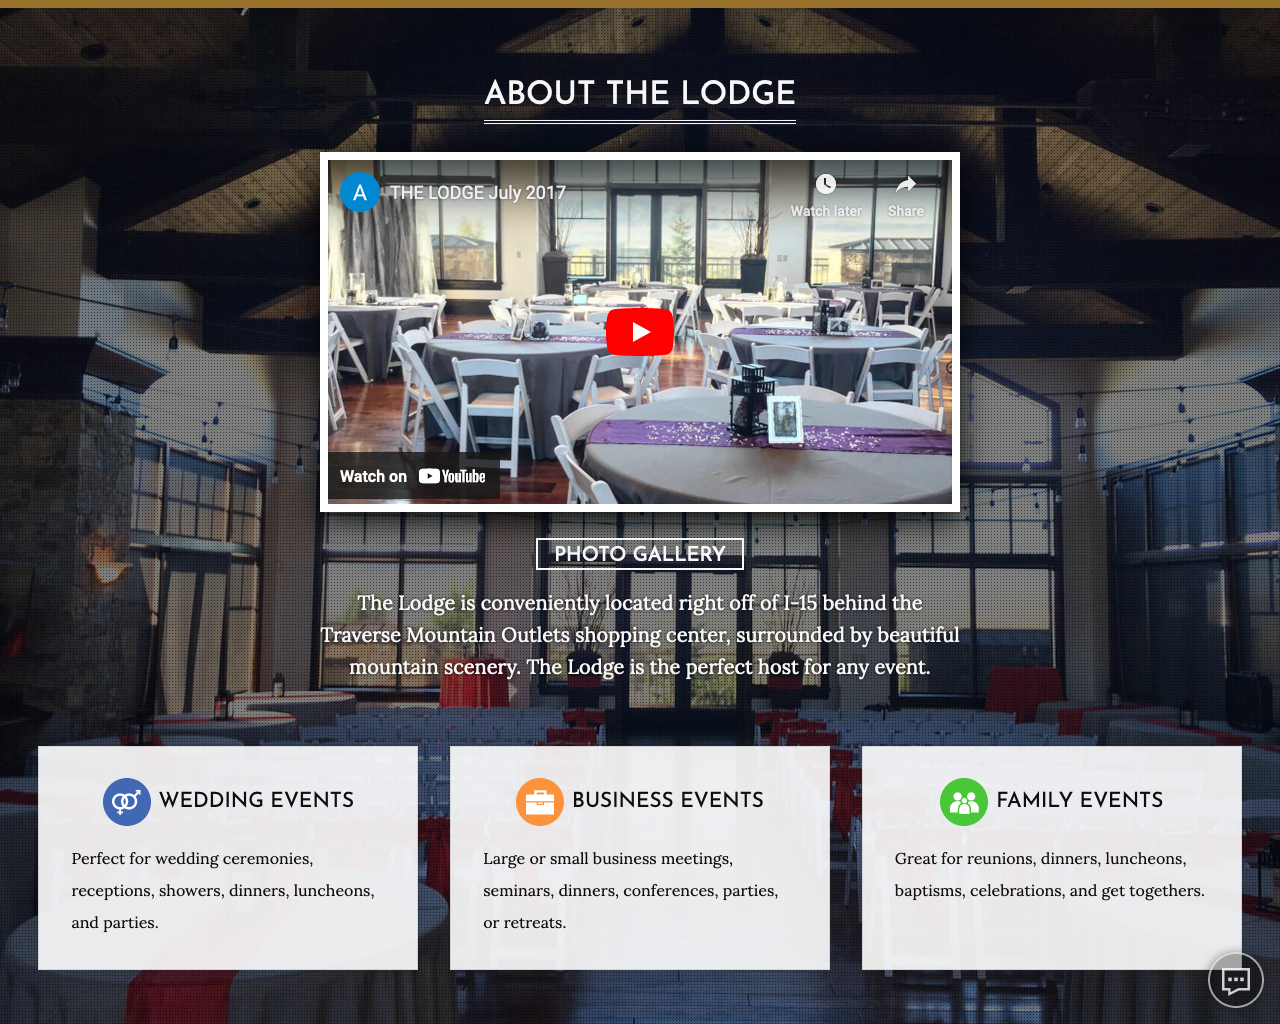 ABOUT THE LODGE
A THE LODGE July 2017
Watch later Share
Watch on YouTube
PHOTO GALLERY
The Lodge is conveniently located right off of I-15 behind the
Traverse Mountain Outlets shopping center, surrounded by beautiful
mountain scenery. The Lodge is the perfect host for any event.
WEDDING EVENTS
Perfect for wedding ceremonies,
receptions, showers, dinners, luncheons,
and parties.
BUSINESS EVENTS
Large or small business meetings,
seminars, dinners, conferences, parties,
or retreats.
FAMILY EVENTS
Great for reunions, dinners, luncheons,
baptisms, celebrations, and get togethers.